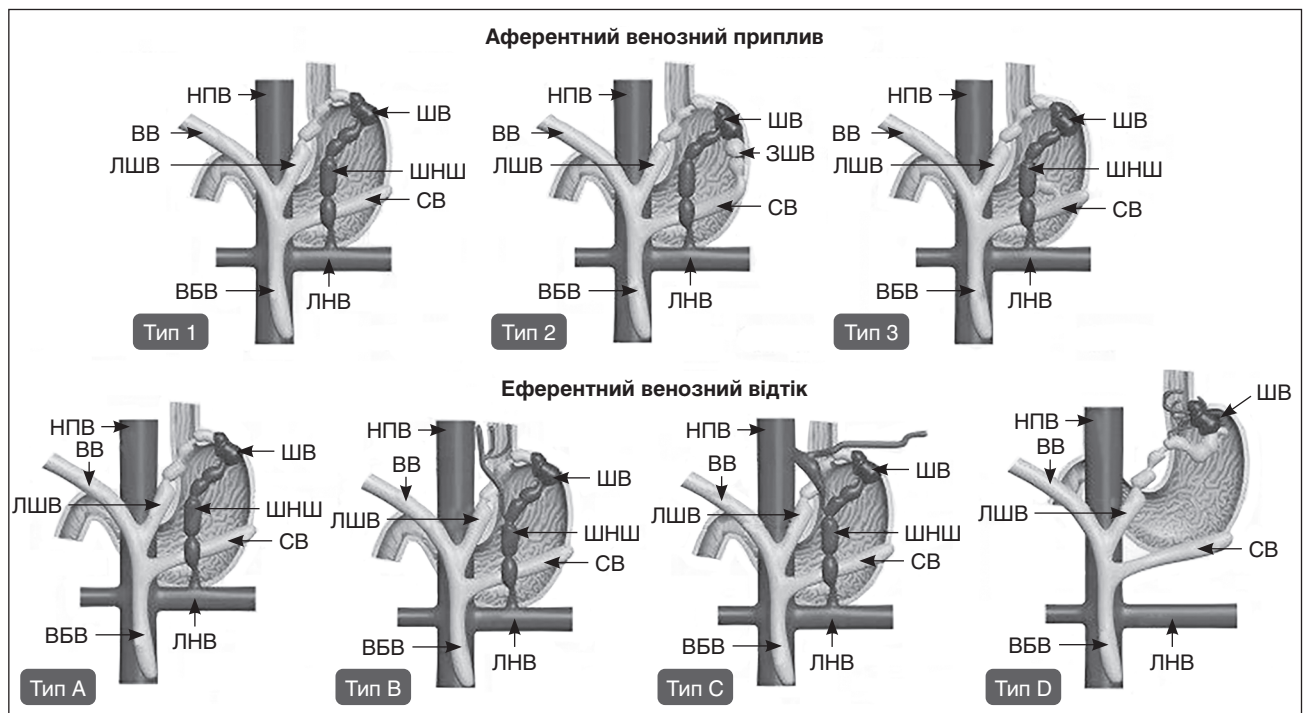 Аферентний венозний приплив
НПВ
ВВ
ЛШВ
ВБВ
ШВ
ШНШ
СВ
ЛНВ
Тип 1
НПВ
ВВ
ЛШВ
ВБВ
ШВ
ЗШВ
СВ
ЛНВ
Тип 2
НПВ
ВВ
ЛШВ
ВБВ
ШВ
ШНШ
СВ
ЛНВ
Тип 3
Еферентний венозний відтік
НПВ
ВВ
ЛШВ
ВБВ
ШВ
ШНШ
СВ
ЛНВ
Тип A
НПВ
ВВ
ЛШВ
ВБВ
ШВ
ШНШ
СВ
ЛНВ
Тип B
НПВ
ВВ
ЛШВ
ВБВ
ШВ
ШНШ
СВ
ЛНВ
Тип C
НПВ
ВВ
ЛШВ
ВБВ
ШВ
СВ
ЛНВ
Тип D